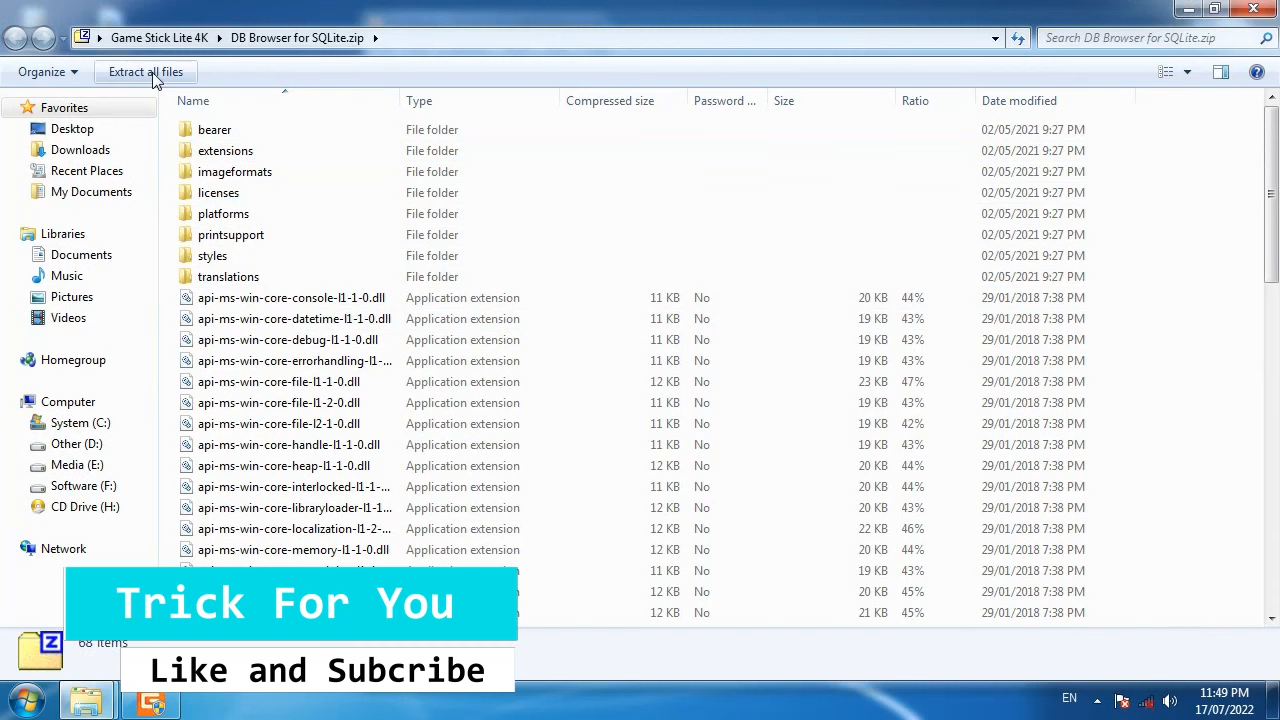 Game Stick Lite 4K DB Browser for SQLite.zip
Search DB Browser for SQLite.zip
Organize Extract all files
Name Type Compressed size Password ... Size Ratio Date modified
Favorites
Desktop
Downloads
Recent Places
My Documents
Libraries
Documents
Music
Pictures
Videos
Homegroup
Computer
System (C:)
Other (D:)
Media (E:)
Software (F:)
CD Drive (H:)
Network
bearer File folder 02/05/2021 9:27 PM
extensions File folder 02/05/2021 9:27 PM
imageformats File folder 02/05/2021 9:27 PM
licenses File folder 02/05/2021 9:27 PM
platforms File folder 02/05/2021 9:27 PM
printsupport File folder 02/05/2021 9:27 PM
styles File folder 02/05/2021 9:27 PM
translations File folder 02/05/2021 9:27 PM
api-ms-win-core-console-l1-1-0.dll Application extension 11 KB No 20 KB 44% 29/01/2018 7:38 PM
api-ms-win-core-datetime-l1-1-0.dll Application extension 11 KB No 19 KB 43% 29/01/2018 7:38 PM
api-ms-win-core-debug-l1-1-0.dll Application extension 11 KB No 19 KB 43% 29/01/2018 7:38 PM
api-ms-win-core-errorhandling-l1-... Application extension 11 KB No 19 KB 43% 29/01/2018 7:38 PM
api-ms-win-core-file-l1-1-0.dll Application extension 12 KB No 23 KB 47% 29/01/2018 7:38 PM
api-ms-win-core-file-l1-2-0.dll Application extension 11 KB No 19 KB 43% 29/01/2018 7:38 PM
api-ms-win-core-file-l2-1-0.dll Application extension 11 KB No 19 KB 42% 29/01/2018 7:38 PM
api-ms-win-core-handle-l1-1-0.dll Application extension 11 KB No 19 KB 43% 29/01/2018 7:38 PM
api-ms-win-core-heap-l1-1-0.dll Application extension 12 KB No 20 KB 44% 29/01/2018 7:38 PM
api-ms-win-core-interlocked-l1-1-... Application extension 11 KB No 19 KB 43% 29/01/2018 7:38 PM
api-ms-win-core-libraryloader-l1-1... Application extension 11 KB No 20 KB 43% 29/01/2018 7:38 PM
api-ms-win-core-localization-l1-2-... Application extension 12 KB No 22 KB 46% 29/01/2018 7:38 PM
api-ms-win-core-memory-l1-1-0.dll Application extension 12 KB No 20 KB 44% 29/01/2018 7:38 PM
11 KB No 19 KB 43% 29/01/2018 7:38 PM
12 KB No 20 KB 45% 29/01/2018 7:38 PM
12 KB No 21 KB 44% 29/01/2018 7:38 PM
Trick For You
68 items
Like and Subcribe
EN
11:49 PM
17/07/2022